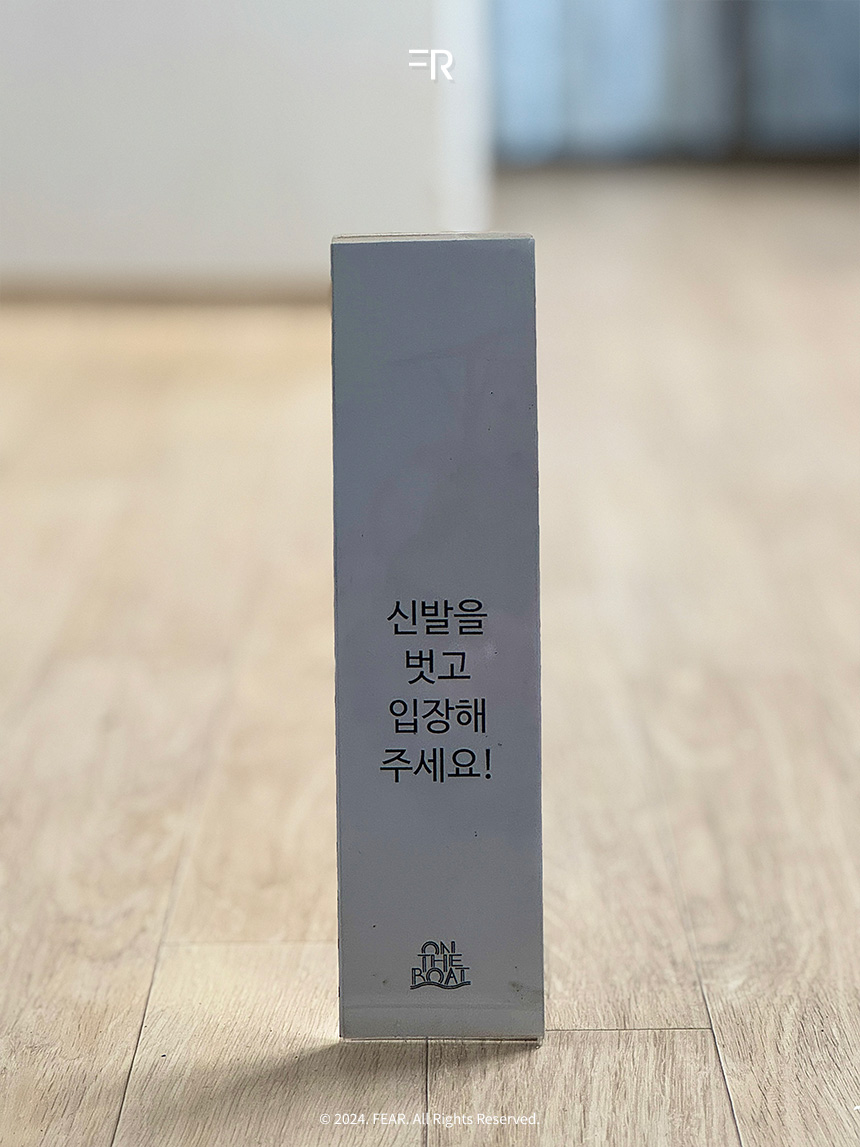 FR
신발을
벗고
입장해
주세요!
ON
THE
BOAT
© 2024. FEAR. All Rights Reserved.